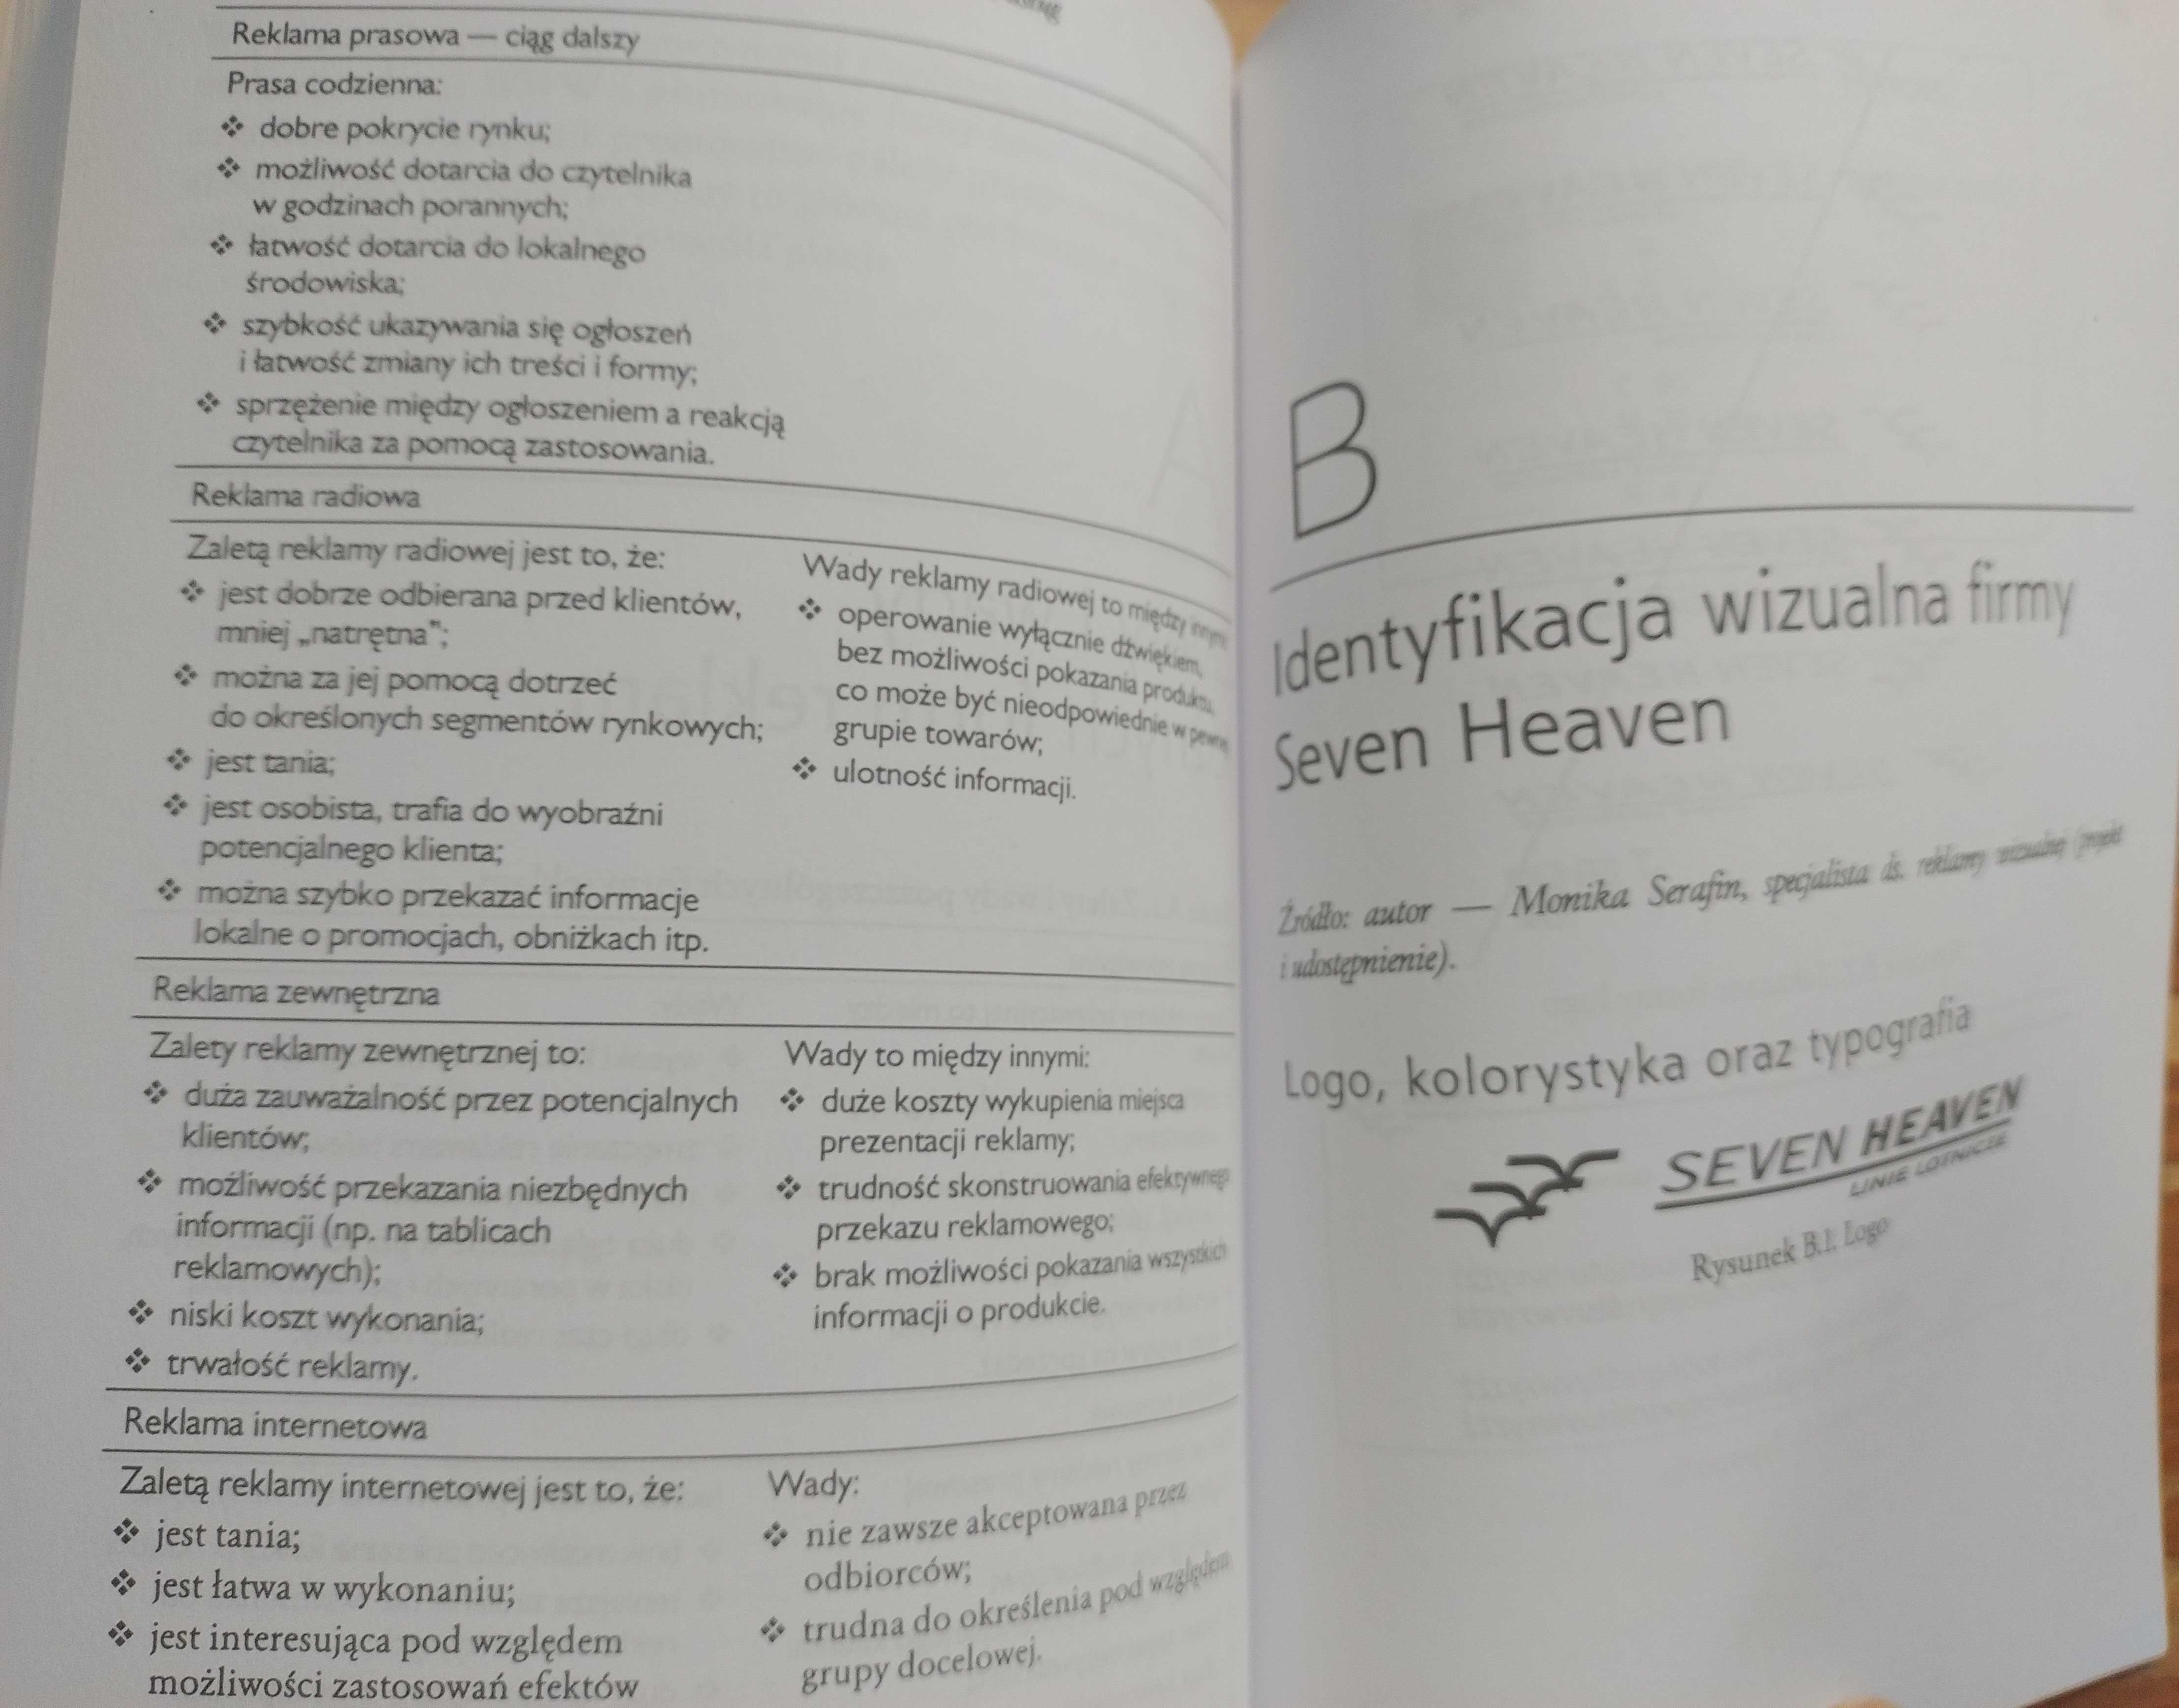 Reklama prasowa — ciąg dalszy
Prasa codzienna:
❖ dobre pokrycie rynku;
❖ możliwość dotarcia do czytelnika
w godzinach porannych;
❖ łatwość dotarcia do lokalnego
środowiska;
❖ szybkość ukazywania się ogłoszeń
i łatwość zmiany ich treści i formy;
❖ sprzężenie między ogłoszeniem a reakcją
czytelnika za pomocą zastosowania.
Reklama radiowa
Zaletą reklamy radiowej jest to, że:
❖ jest dobrze odbierana przed klientów,
mniej „natrętna";
❖ można za jej pomocą dotrzeć
do określonych segmentów rynkowych;
❖ jest tania;
❖ jest osobista, trafia do wyobraźni
potencjalnego klienta;
❖ można szybko przekazać informacje
lokalne o promocjach, obniżkach itp.
Wady reklamy radiowej to między innymi
❖ operowanie wyłącznie dźwiękiem,
bez możliwości pokazania produktu,
co może być nieodpowiednie w pewnej
grupie towarów;
❖ ulotność informacji.
Reklama zewnętrzna
Zalety reklamy zewnętrznej to:
❖ duża zauważalność przez potencjalnych
klientów;
❖ możliwość przekazania niezbędnych
informacji (np. na tablicach
reklamowych);
❖ niski koszt wykonania;
❖ trwałość reklamy.
Wady to między innymi:
❖ duże koszty wykupienia miejsca
prezentacji reklamy;
❖ trudność skonstruowania efektywnego
przekazu reklamowego;
❖ brak możliwości pokazania wszystkich
informacji o produkcie.
Reklama internetowa
Zaletą reklamy internetowej jest to, że:
❖ jest tania;
❖ jest łatwa w wykonaniu;
❖ jest interesująca pod względem
możliwości zastosowań efektów
Wady:
❖ nie zawsze akceptowana przez
odbiorców;
❖ trudna do określenia pod względem
grupy docelowej.
B
Identyfikacja wizualna firmy
Seven Heaven
Źródło: autor — Monika Serafin, specjalista ds. reklamy wizualnej (projekt
i udostępnienie).
Logo, kolorystyka oraz typografia
SEVEN HEAVEN
LINIE LOTNICZE
Rysunek B.1. Logo